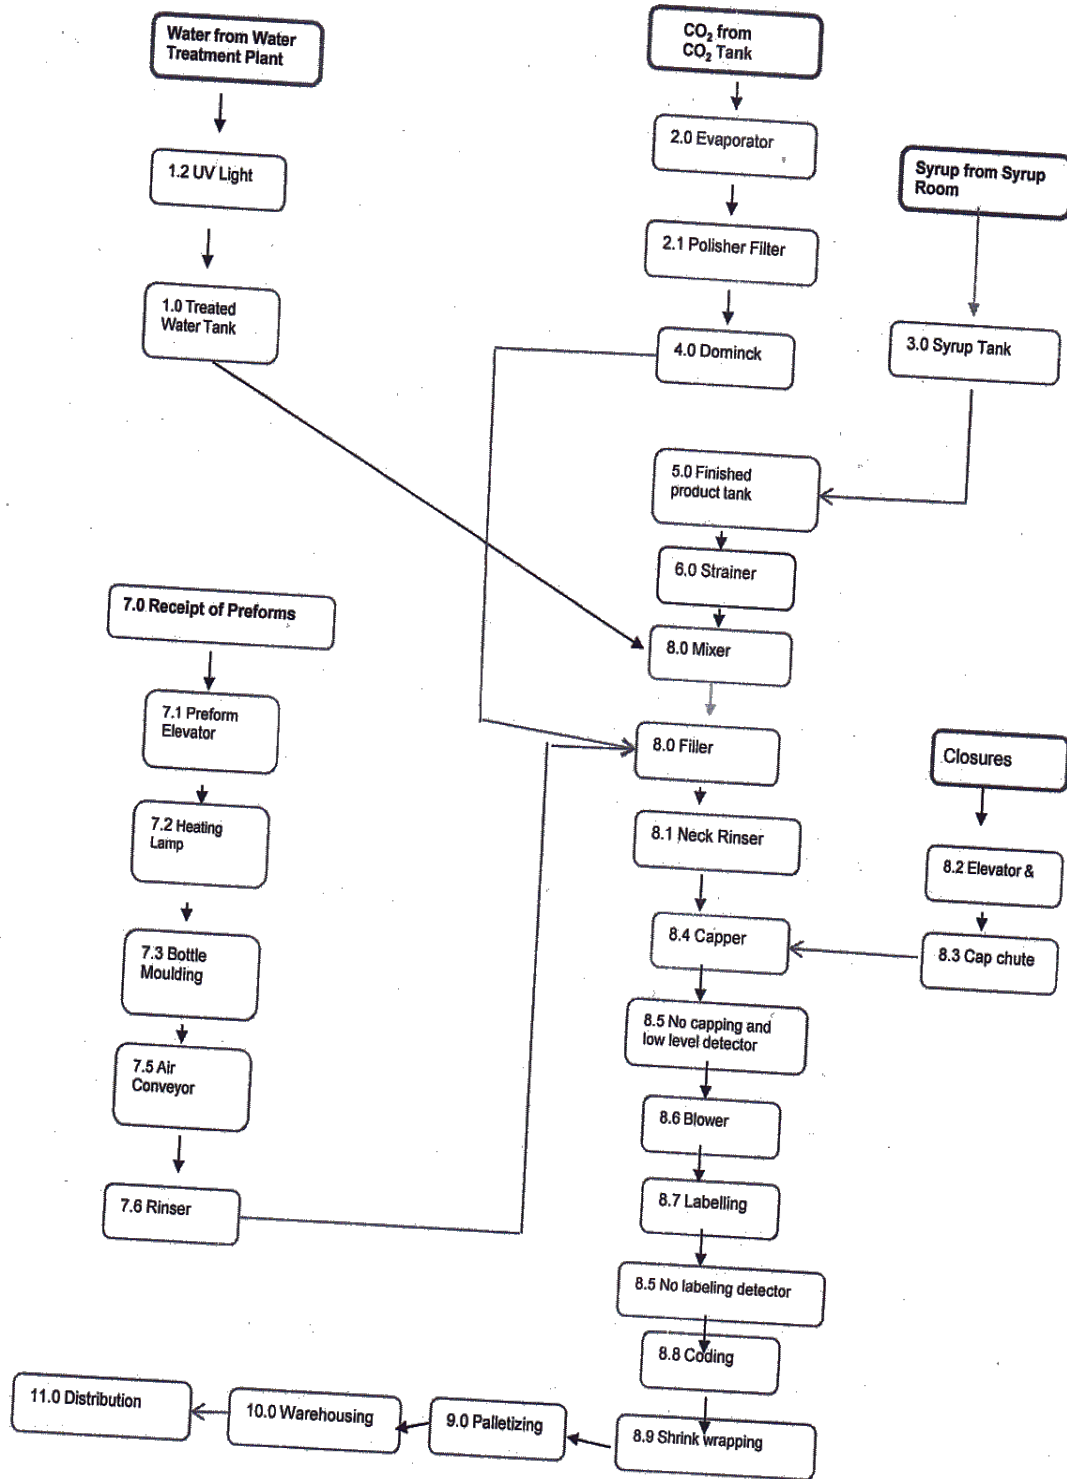 Water from Water
Treatment Plant
CO₂ from
CO₂ Tank
2.0 Evaporator
1.2 UV Light
Syrup from Syrup
Room
2.1 Polisher Filter
1.0 Treated
Water Tank
4.0 Dominck
3.0 Syrup Tank
5.0 Finished
product tank
6.0 Strainer
7.0 Receipt of Preforms
8.0 Mixer
7.1 Preform
Elevator
8.0 Filler
Closures
7.2 Heating
Lamp
8.1 Neck Rinser
8.2 Elevator &
8.4 Capper
7.3 Bottle
Moulding
8.3 Cap chute
8.5 No capping and
low level detector
7.5 Air
Conveyor
8.6 Blower
7.6 Rinser
8.7 Labelling
8.5 No labeling detector
8.8 Coding
11.0 Distribution
10.0 Warehousing
9.0 Palletizing
8.9 Shrink wrapping